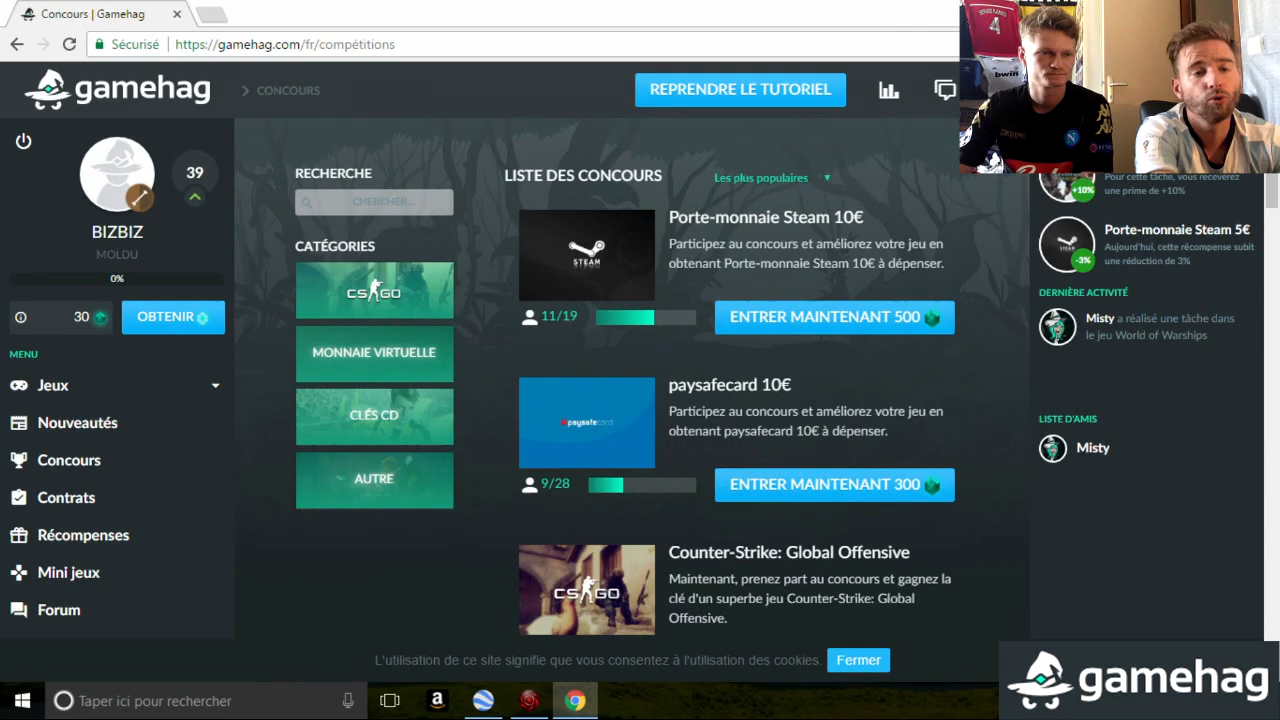 Concours | Gamehag
Sécurisé
https://gamehag.com/fr/compétitions
gamehag
CONCOURS
REPRENDRE LE TUTORIEL
4
bwin
39
BIZBIZ
MOLDU
0%
30
OBTENIR
MENU
Jeux
Nouveautés
Concours
Contrats
Récompenses
Mini jeux
Forum
RECHERCHE
CHERCHER...
CATÉGORIES
CS GO
MONNAIE VIRTUELLE
CLÉS CD
AUTRE
LISTE DES CONCOURS
Les plus populaires
STEAM
Porte-monnaie Steam 10€
Participez au concours et améliorez votre jeu en
obtenant Porte-monnaie Steam 10€ à dépenser.
11/19
ENTRER MAINTENANT 500
paysafecard
paysafecard 10€
Participez au concours et améliorez votre jeu en
obtenant paysafecard 10€ à dépenser.
9/28
ENTRER MAINTENANT 300
CS GO
Counter-Strike: Global Offensive
Maintenant, prenez part au concours et gagnez la
clé d'un superbe jeu Counter-Strike: Global
Offensive.
Pour cette tâche, vous recevrez
une prime de +10%
+10%
STEAM
-3%
Porte-monnaie Steam 5€
Aujourd'hui, cette récompense subit
une réduction de 3%
DERNIÈRE ACTIVITÉ
Misty a réalisé une tâche dans
le jeu World of Warships
LISTE D'AMIS
Misty
L'utilisation de ce site signifie que vous consentez à l'utilisation des cookies.
Fermer
gamehag
Taper ici pour rechercher